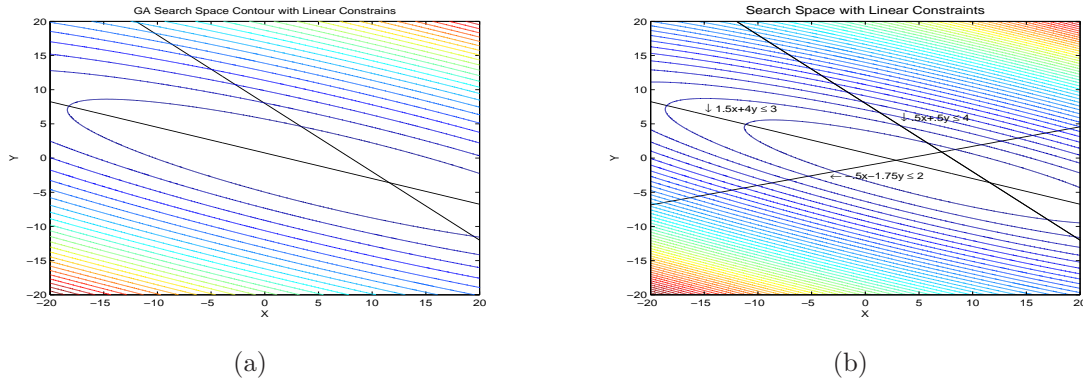 GA Search Space Contour with Linear Constrains
20
15
10
5
0
−5
−10
−15
−20
Y
−20 −15 −10 −5 0 5 10 15 20
X
(a)
Search Space with Linear Constraints
20
15
10
5
0
−5
−10
−15
−20
Y
↓ 1.5x+4y ≤ 3
↓ .5x+.5y ≤ 4
← −.5x−1.75y ≤ 2
−20 −15 −10 −5 0 5 10 15 20
X
(b)